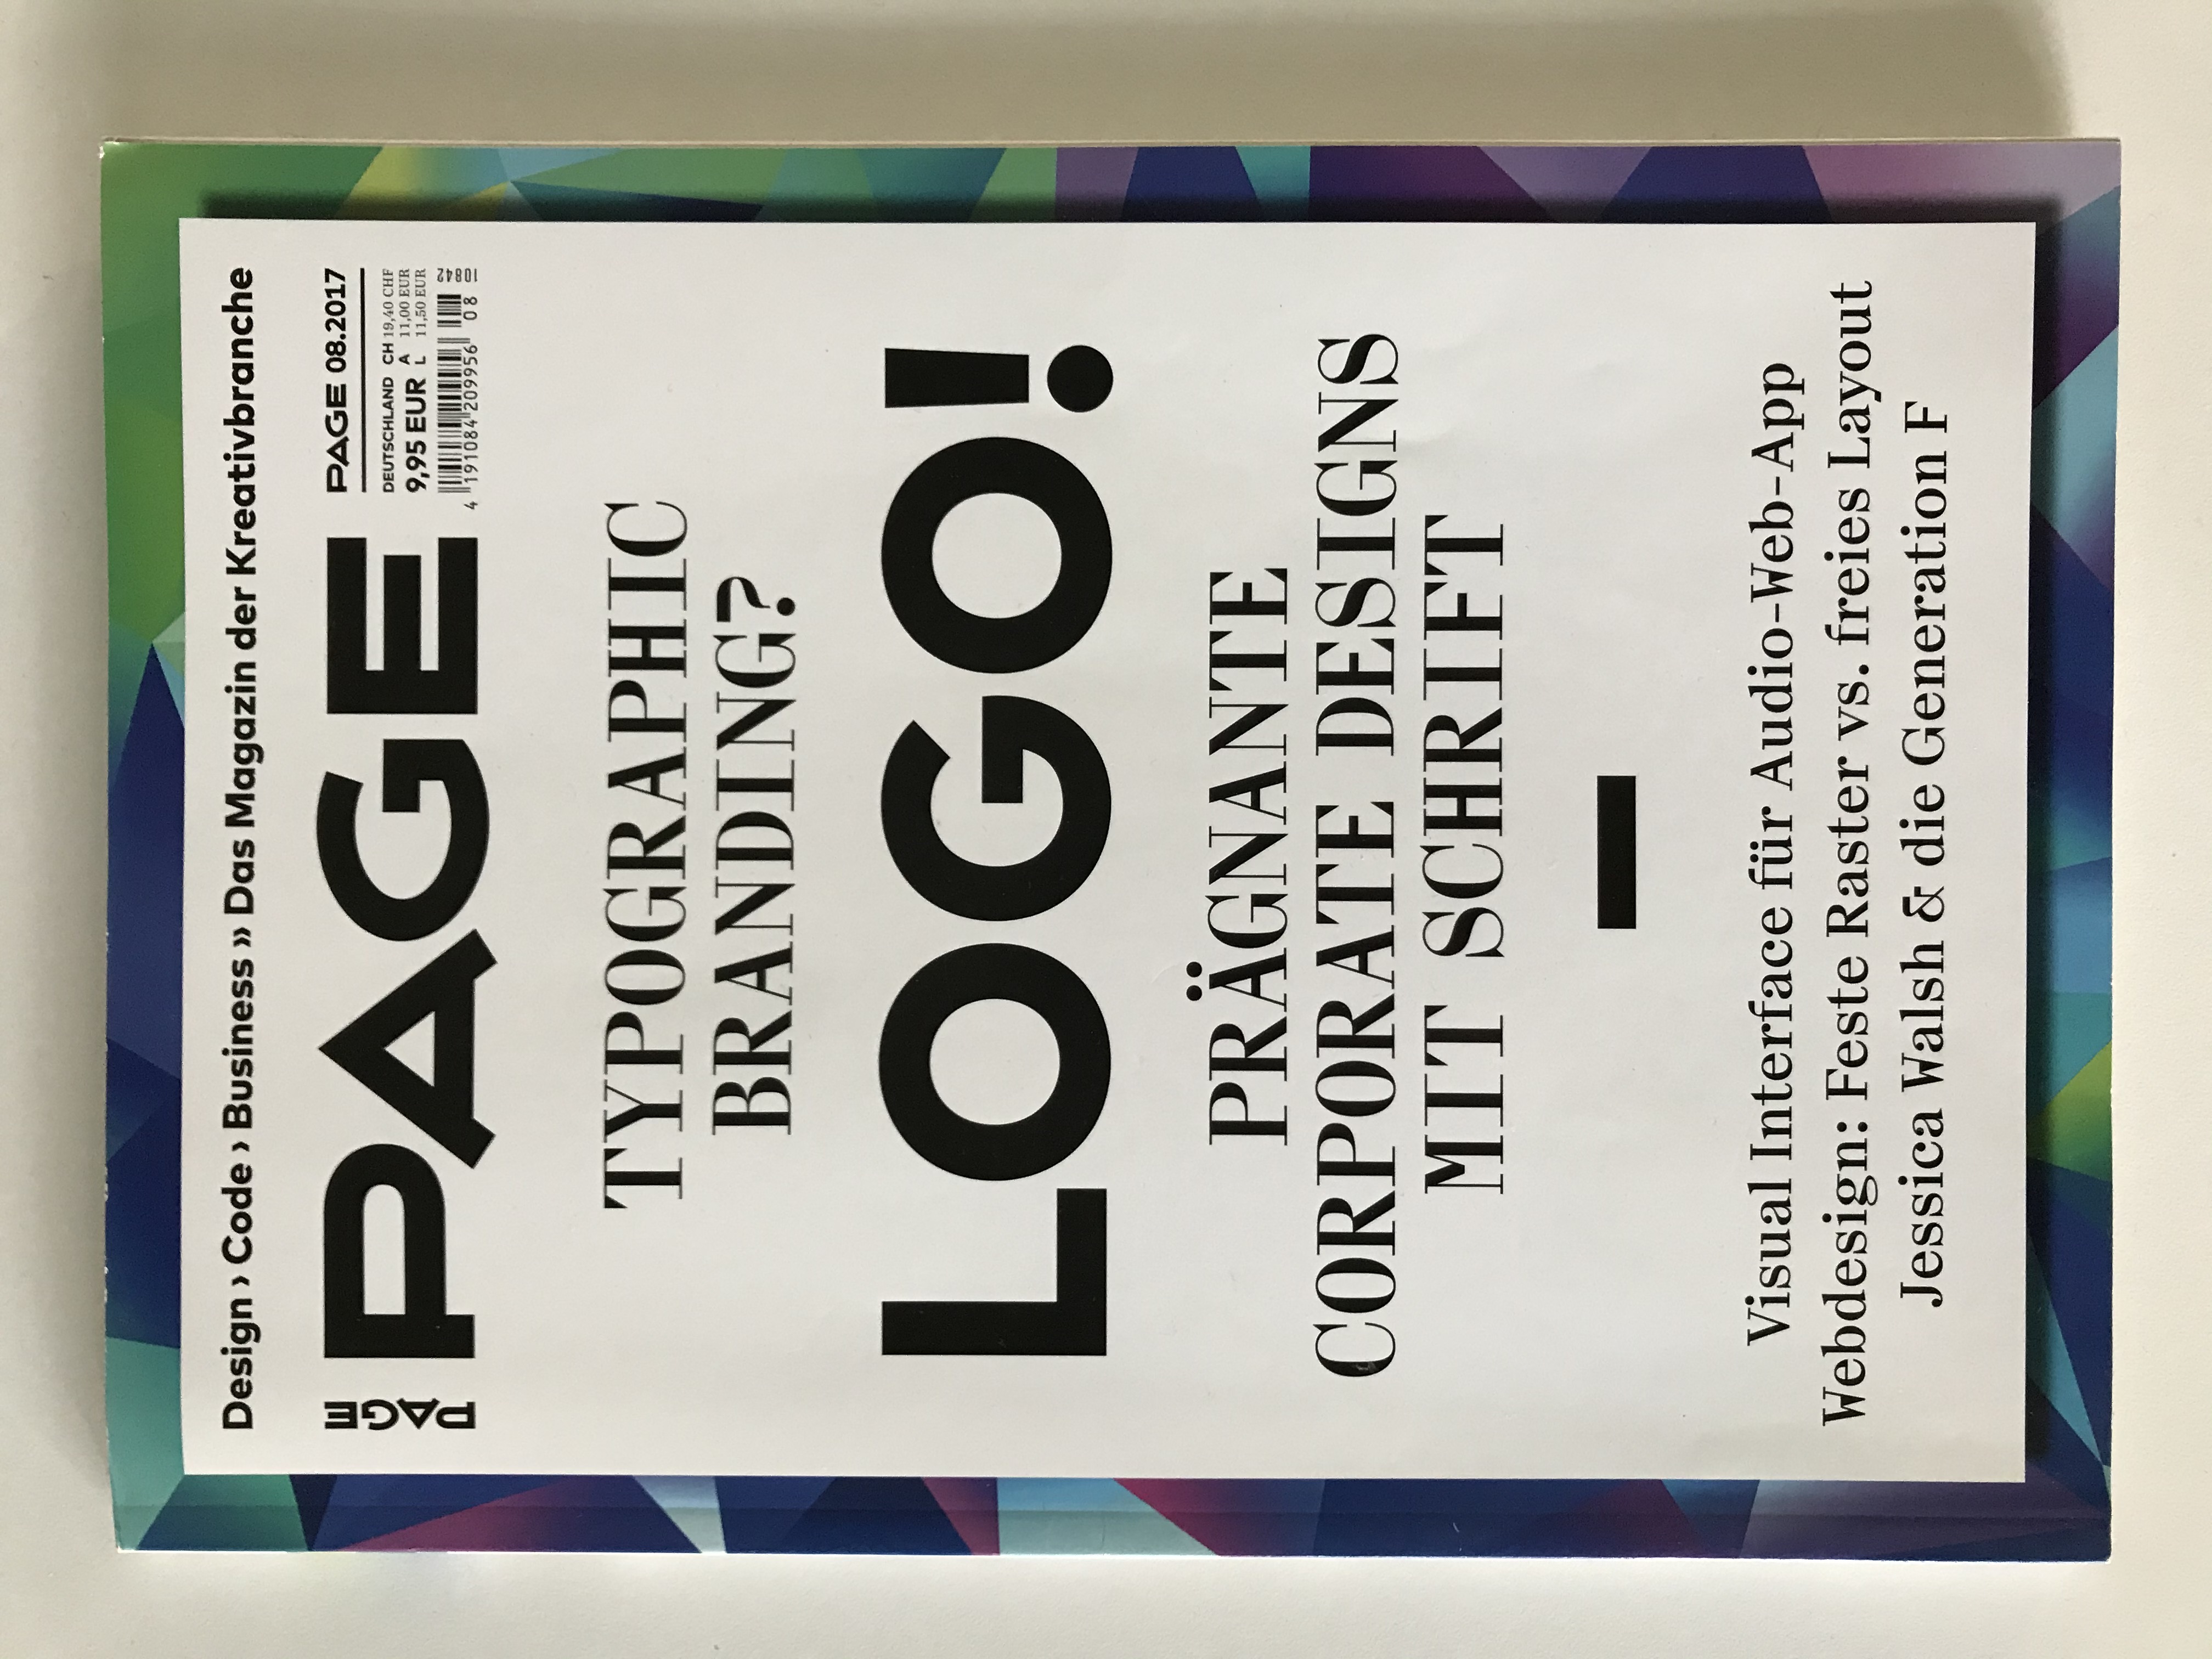 Design › Code › Business » Das Magazin der Kreativbranche
PAGE
PAGE
PAGE 08.2017
DEUTSCHLAND CH 19,40 CHF
9,95 EUR A 11,00 EUR
L 11,50 EUR
4 191084 209956 08
10842
TYPOGRAPHIC
BRANDING?
LOGO!
PRÄGNANTE
CORPORATE DESIGNS
MIT SCHRIFT
Visual Interface für Audio-Web-App
Webdesign: Feste Raster vs. freies Layout
Jessica Walsh & die Generation F